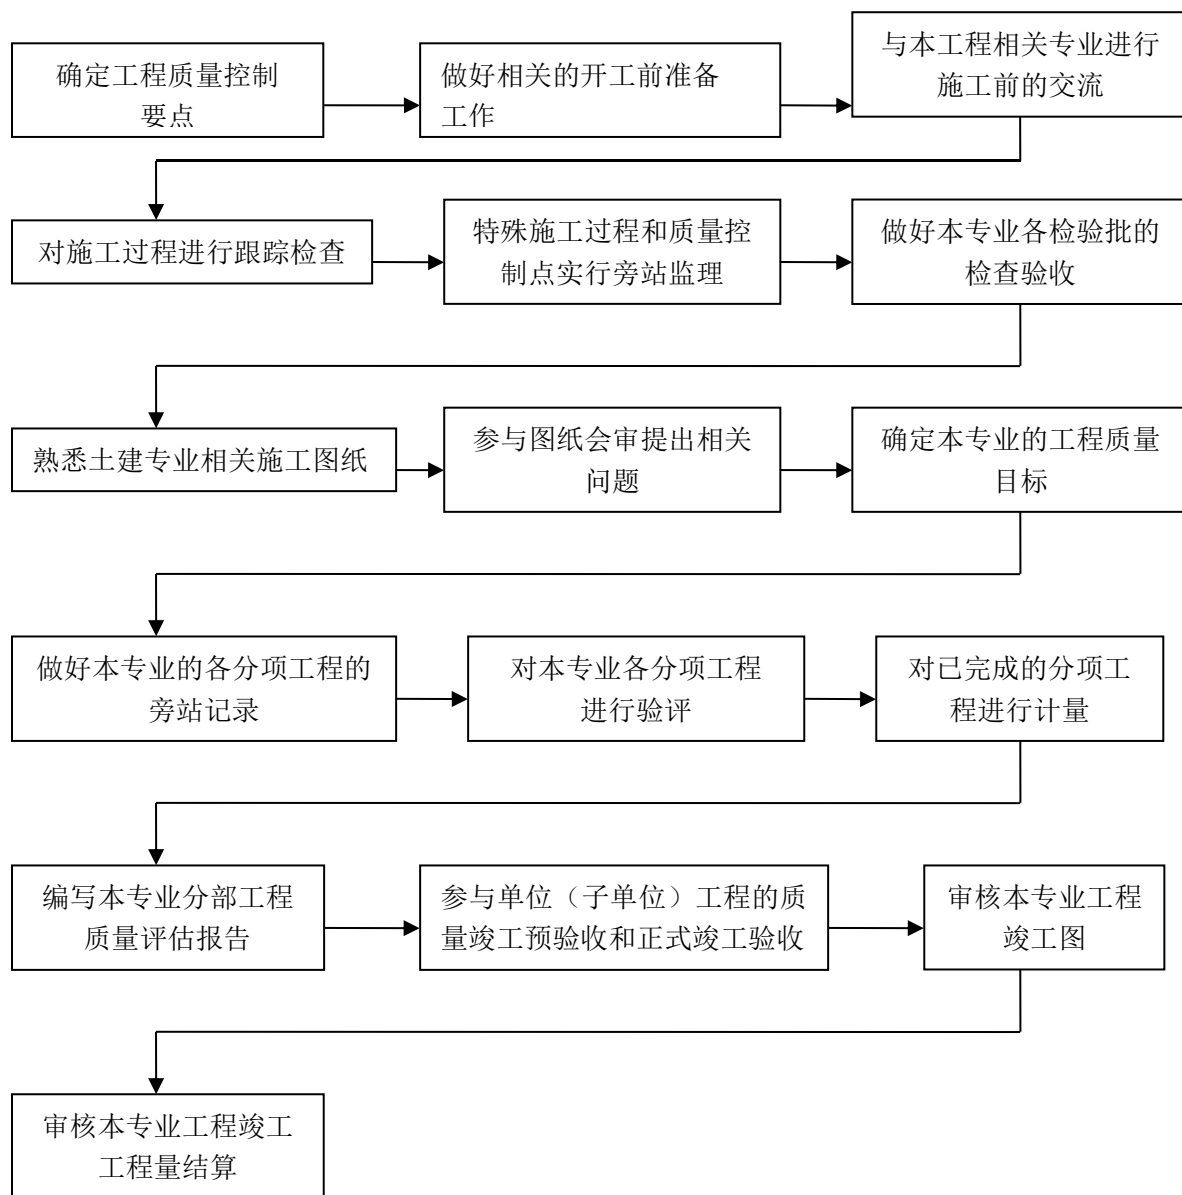 确定工程质量控制
要点
做好相关的开工前准备
工作
与本工程相关专业进行
施工前的交流
对施工过程进行跟踪检查
特殊施工过程和质量控
制点实行旁站监理
做好本专业各检验批的
检查验收
熟悉土建专业相关施工图纸
参与图纸会审提出相关
问题
确定本专业的工程质量
目标
做好本专业的各分项工程的
旁站记录
对本专业各分项工程
进行验评
对已完成的分项工
程进行计量
编写本专业分部工程
质量评估报告
参与单位（子单位）工程的质
量竣工预验收和正式竣工验收
审核本专业工程
竣工图
审核本专业工程竣工
工程量结算